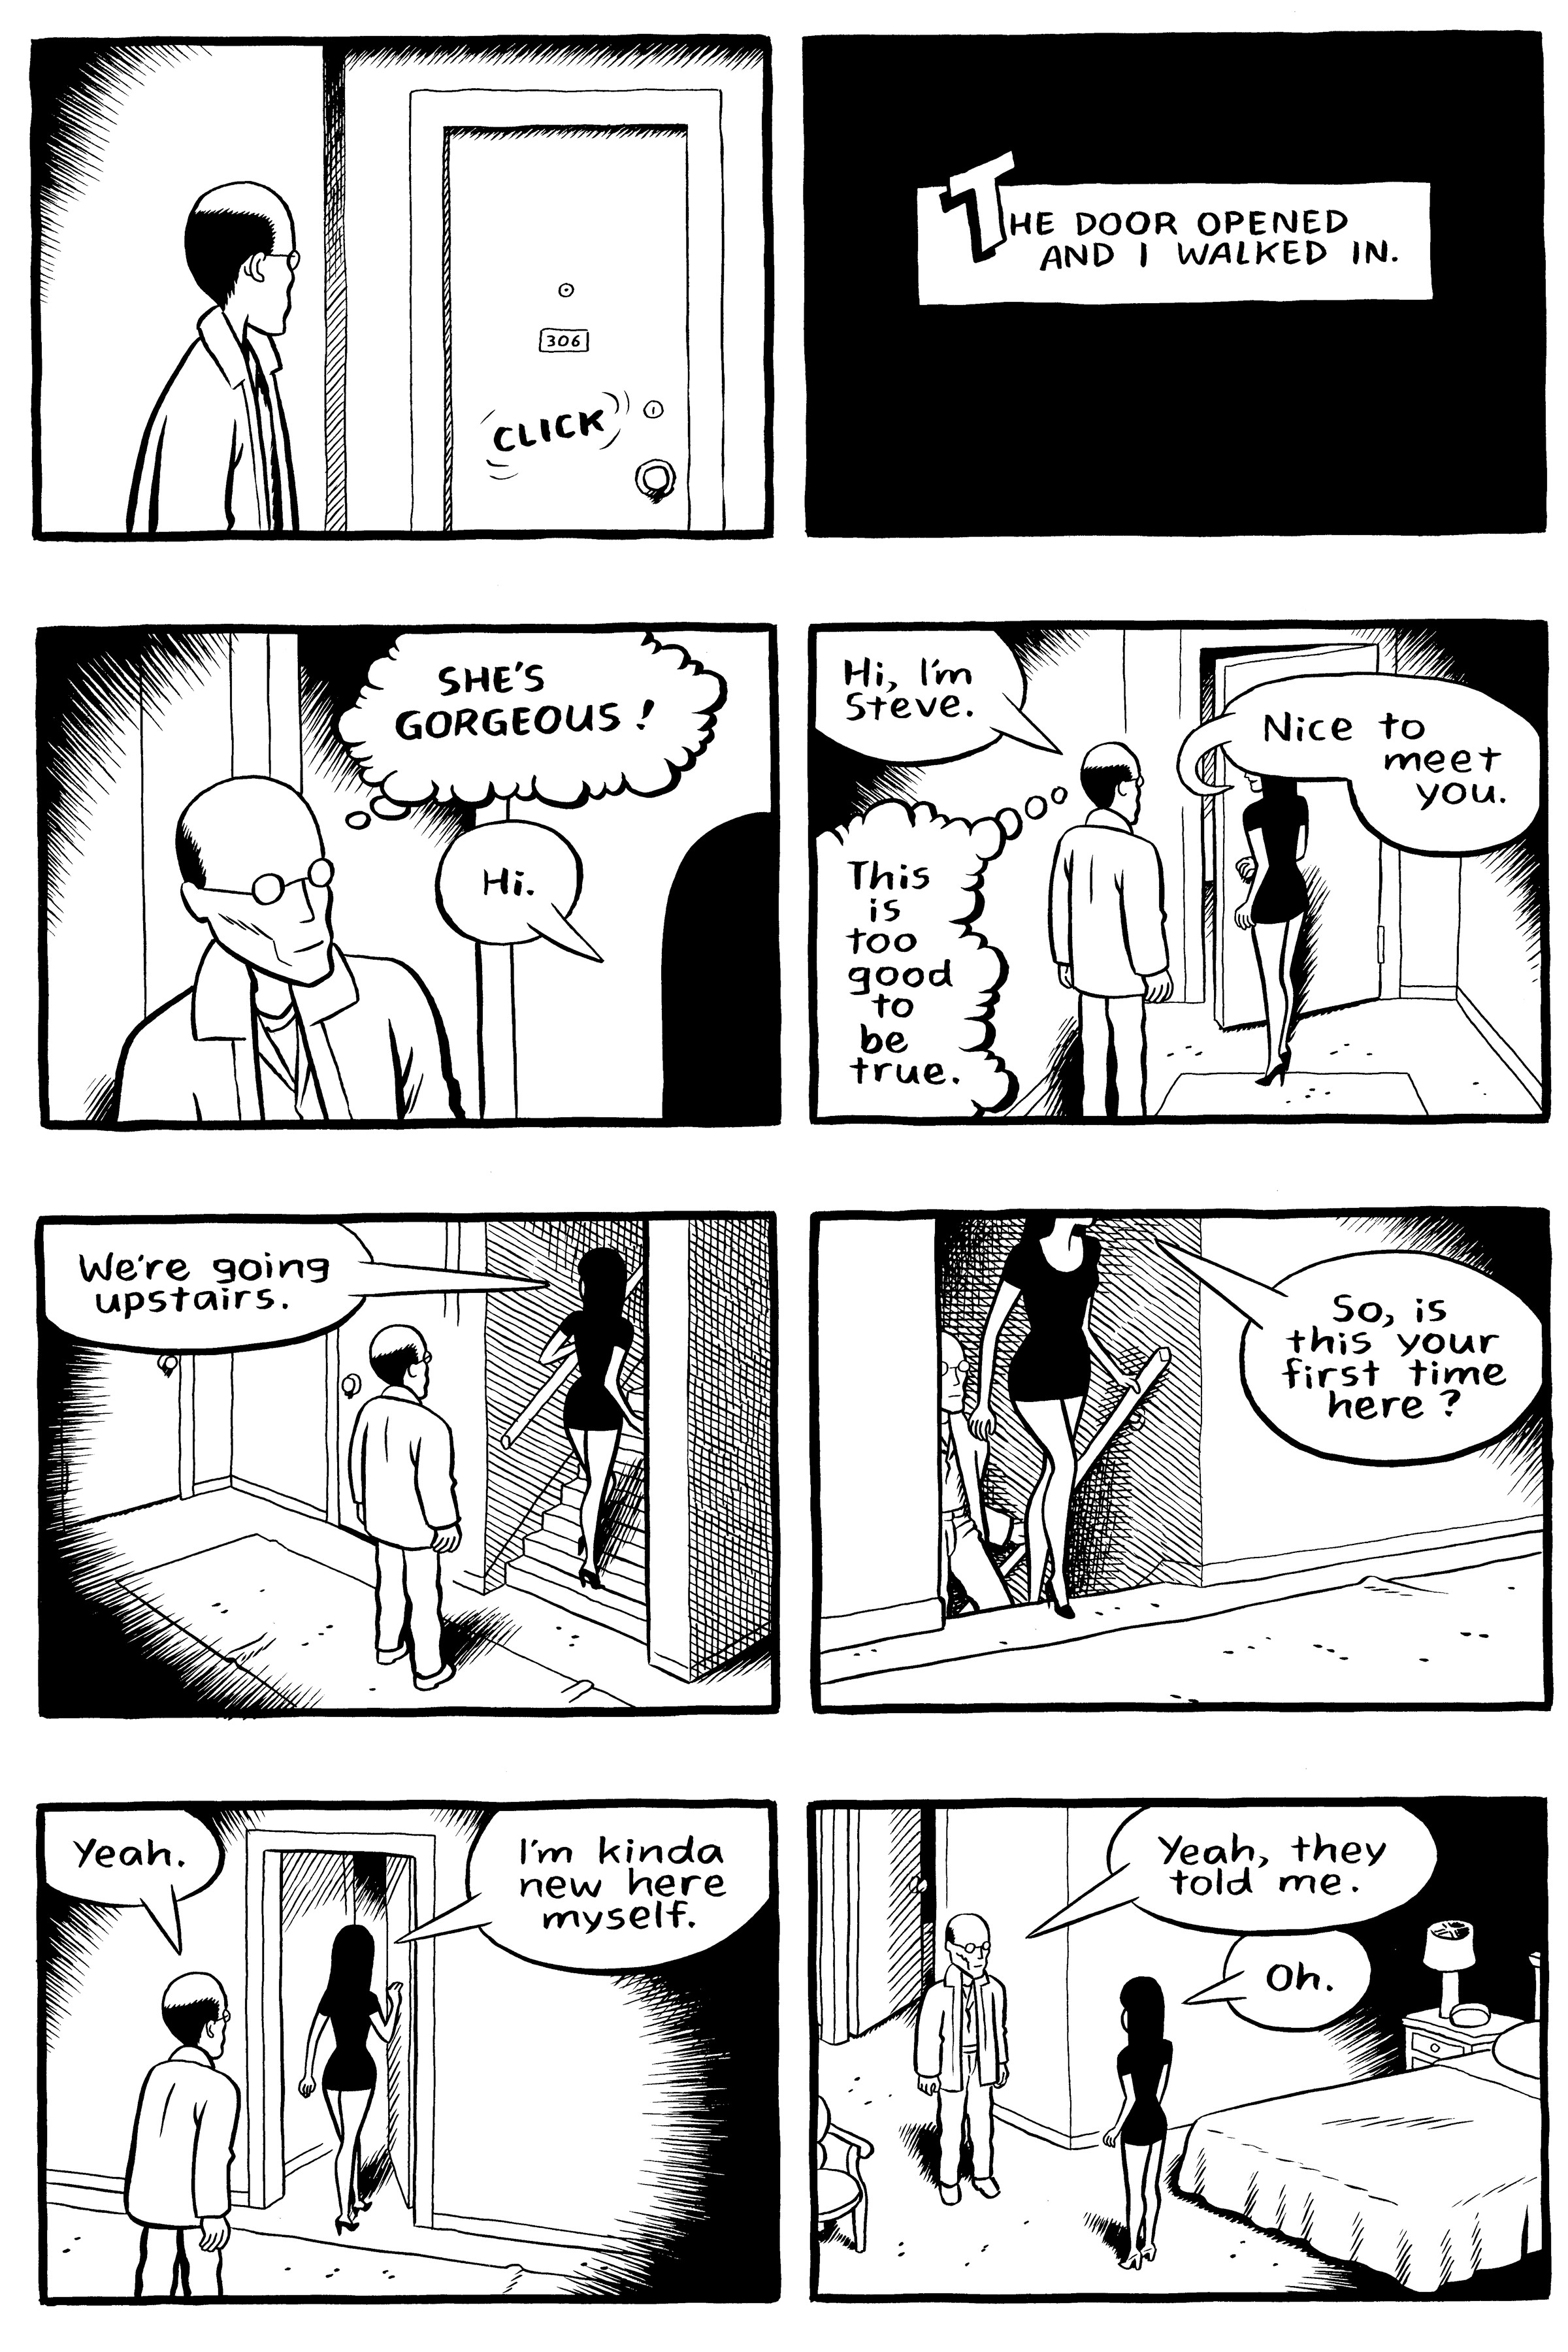 306
CLICK
THE DOOR OPENED
AND I WALKED IN.
SHE'S
GORGEOUS!
Hi.
Hi, I'm
Steve.
Nice to
meet
you.
This
is
too
good
to
be
true.
We're going
upstairs.
So, is
this your
first time
here?
Yeah.
I'm kinda
new here
myself.
Yeah, they
told me.
Oh.